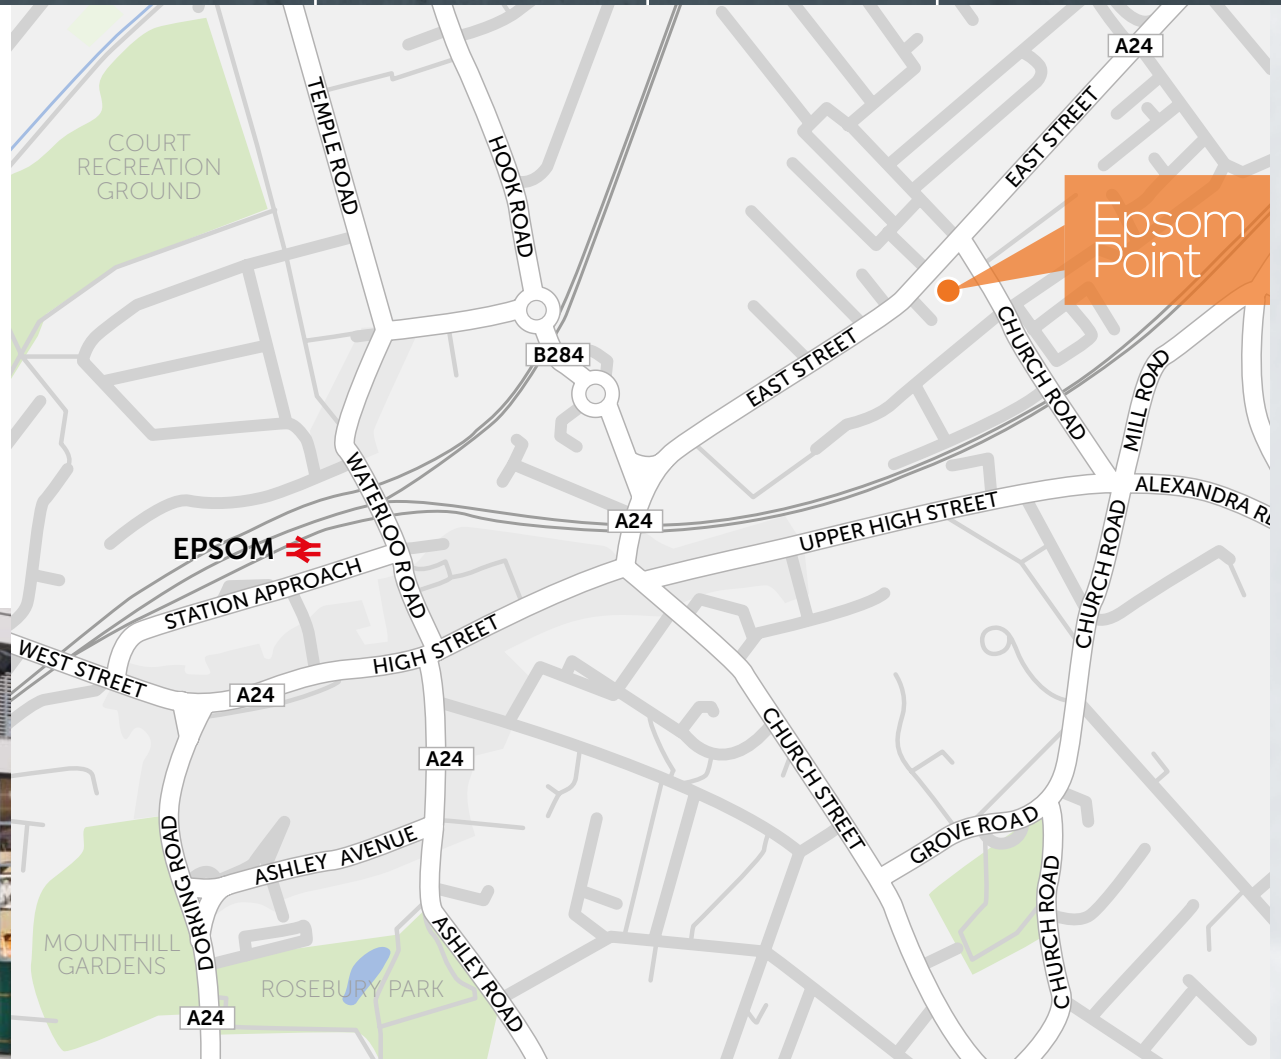 A24
TEMPLE ROAD
HOOK ROAD
EAST STREET
COURT
RECREATION
GROUND
Epsom
Point
B284
EAST STREET
CHURCH ROAD
MILL ROAD
WATERLOO ROAD
A24
UPPER HIGH STREET
ALEXANDRA
EPSOM
STATION APPROACH
CHURCH ROAD
HIGH STREET
WEST STREET
A24
A24
CHURCH STREET
GROVE ROAD
DORKING ROAD
ASHLEY AVENUE
CHURCH ROAD
MOUNTHILL
GARDENS
ROSEBURY PARK
ASHLEY ROAD
A24